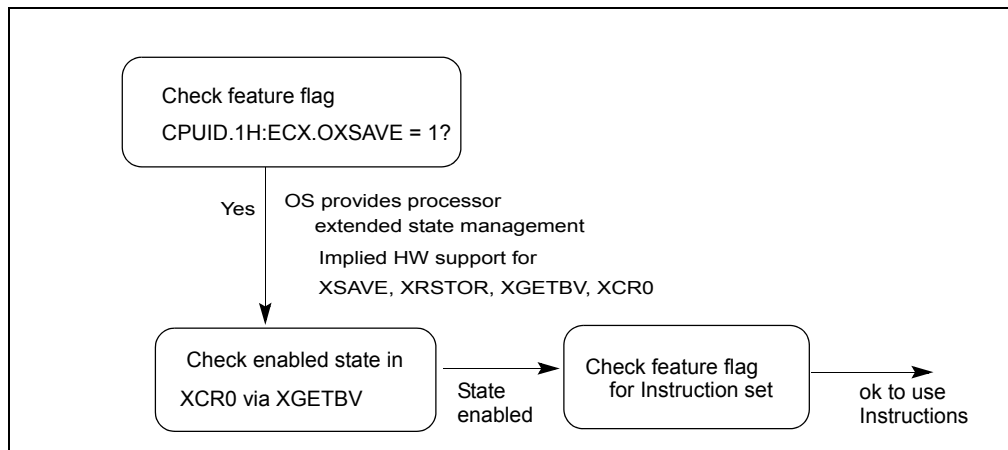 Check feature flag
CPUID.1H:ECX.OXSAVE = 1?
Yes
OS provides processor
extended state management
Implied HW support for
XSAVE, XRSTOR, XGETBV, XCR0
Check enabled state in
XCR0 via XGETBV
State
enabled
Check feature flag
for Instruction set
ok to use
Instructions